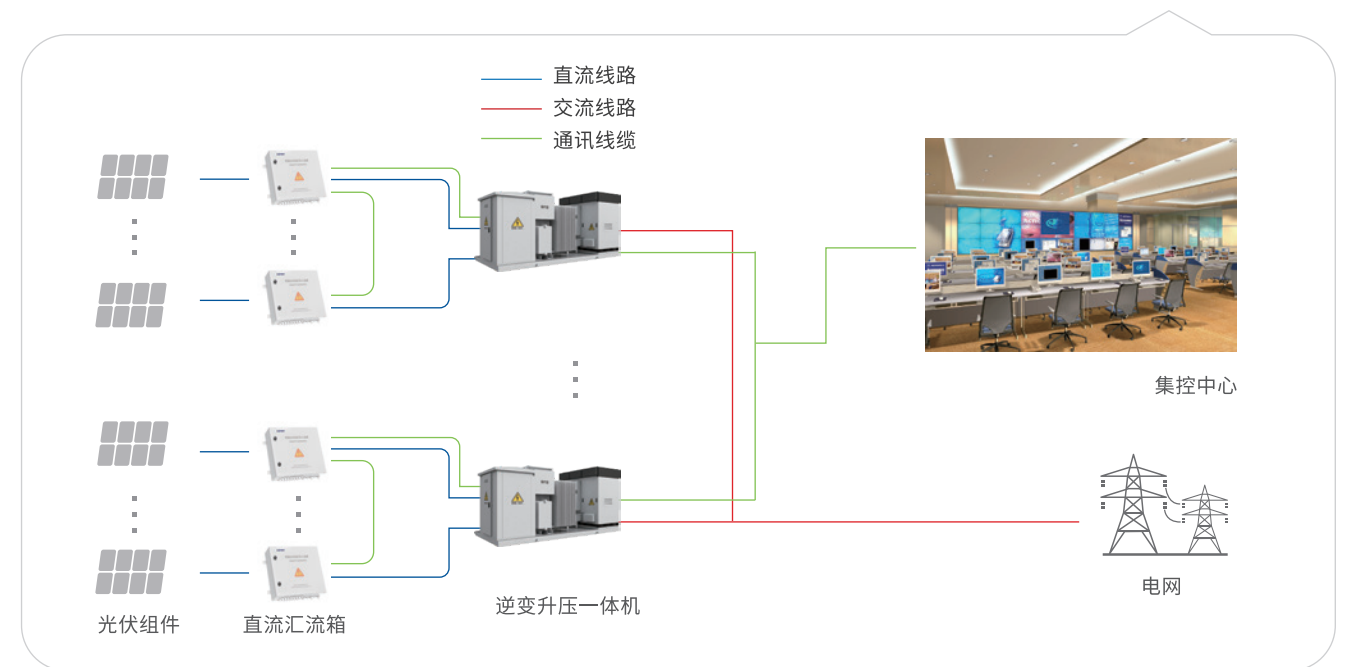 直流线路
交流线路
通讯线缆
集控中心
电网
逆变升压一体机
光伏组件
直流汇流箱